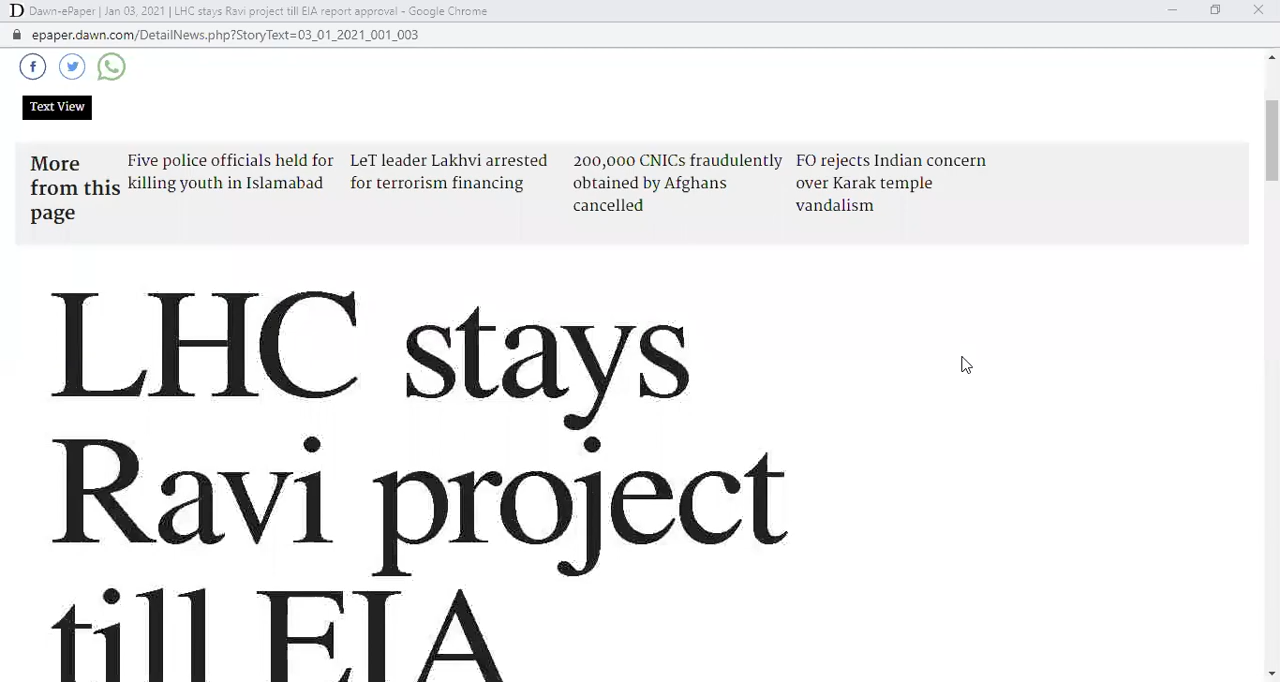 Dawn-ePaper | Jan 03, 2021 | LHC stays Ravi project till EIA report approval - Google Chrome
epaper.dawn.com/DetailNews.php?StoryText=03_01_2021_001_003
Text View
More
from this
page
Five police officials held for
killing youth in Islamabad
LeT leader Lakhvi arrested
for terrorism financing
200,000 CNICs fraudulently
obtained by Afghans
cancelled
FO rejects Indian concern
over Karak temple
vandalism
LHC stays
Ravi project
till EIA